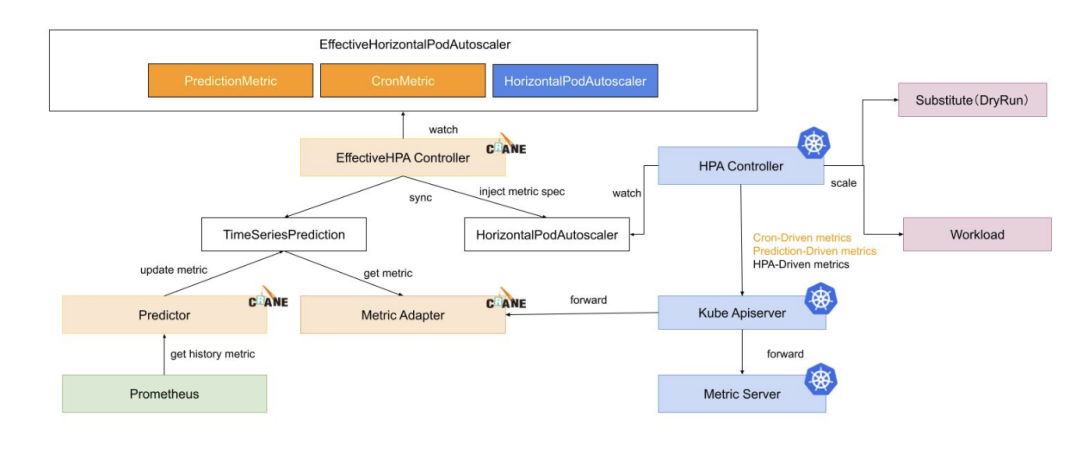 EffectiveHorizontalPodAutoscaler
PredictionMetric
CronMetric
HorizontalPodAutoscaler
Substitute(DryRun)
watch
CRANE
EffectiveHPA Controller
HPA Controller
watch
scale
sync
inject metric spec
TimeSeriesPrediction
HorizontalPodAutoscaler
Workload
Cron-Driven metrics
Prediction-Driven metrics
HPA-Driven metrics
update metric
get metric
CRANE
CRANE
Predictor
Metric Adapter
forward
Kube Apiserver
get history metric
forward
Prometheus
Metric Server